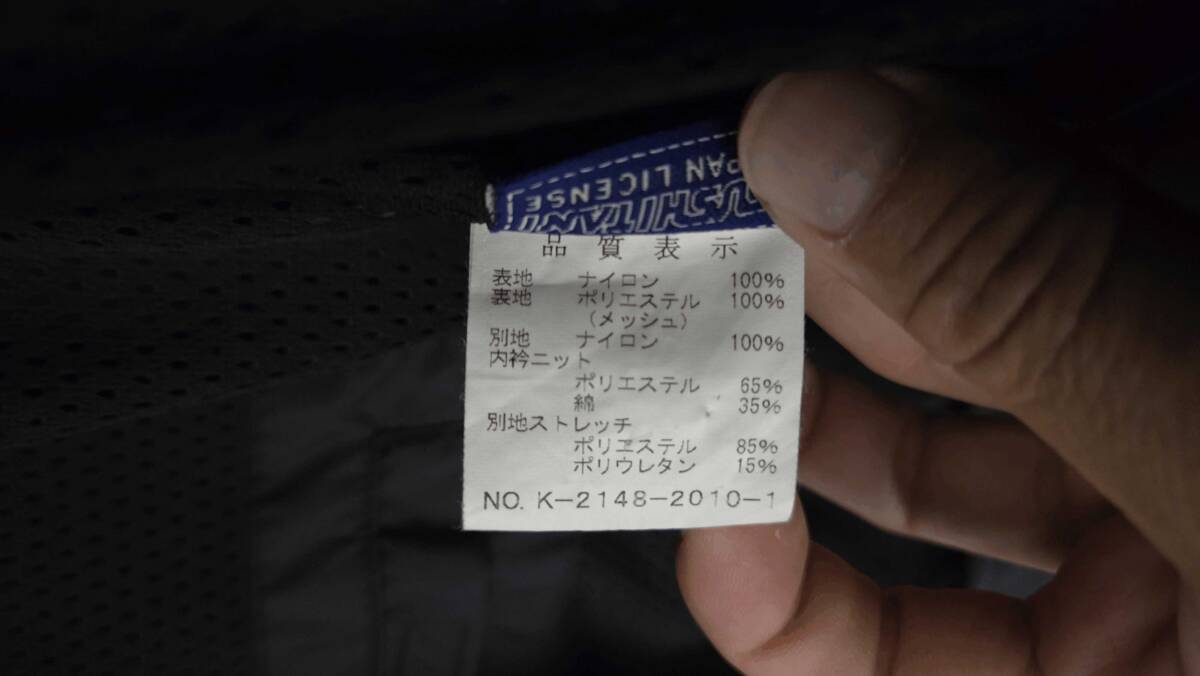 PAN LICENSE
品質表示
表地 ナイロン 100%
裏地 ポリエステル 100%
(メッシュ)
別地 ナイロン 100%
内衿ニット
ポリエステル 65%
綿 35%
別地ストレッチ
ポリエステル 85%
ポリウレタン 15%
NO. K-2148-2010-1